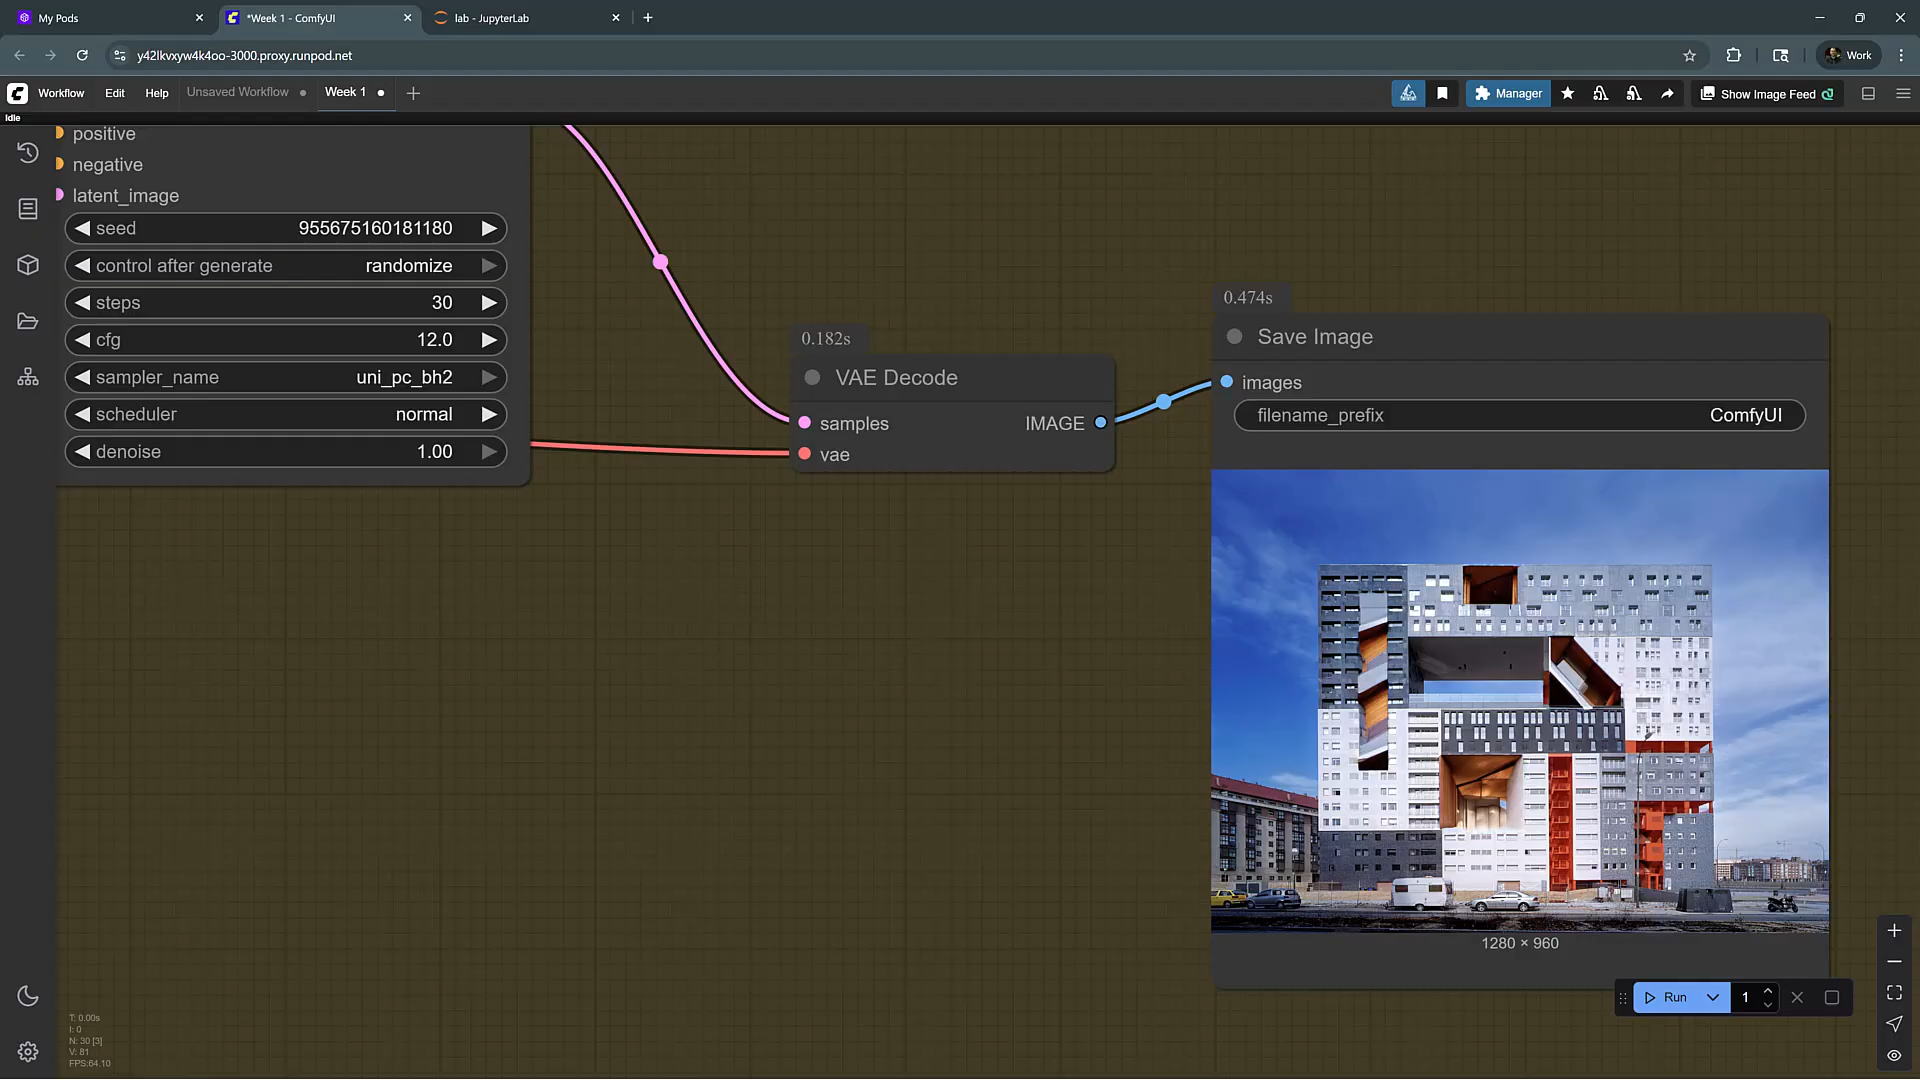 My Pods
*Week 1 - ComfyUI
lab - JupyterLab
y42lkvxyw4k4oo-3000.proxy.runpod.net
Work
Workflow
Edit
Help
Unsaved Workflow
Week 1
Manager
Show Image Feed
Idle
positive
negative
latent_image
seed 955675160181180
control after generate randomize
steps 30
cfg 12.0
sampler_name uni_pc_bh2
scheduler normal
denoise 1.00
0.182s
VAE Decode
samples IMAGE
vae
0.474s
Save Image
images
filename_prefix ComfyUI
1280 × 960
Run 1
T: 0.00s
I: 0
N: 30 [3]
V: 81
FPS:64.10